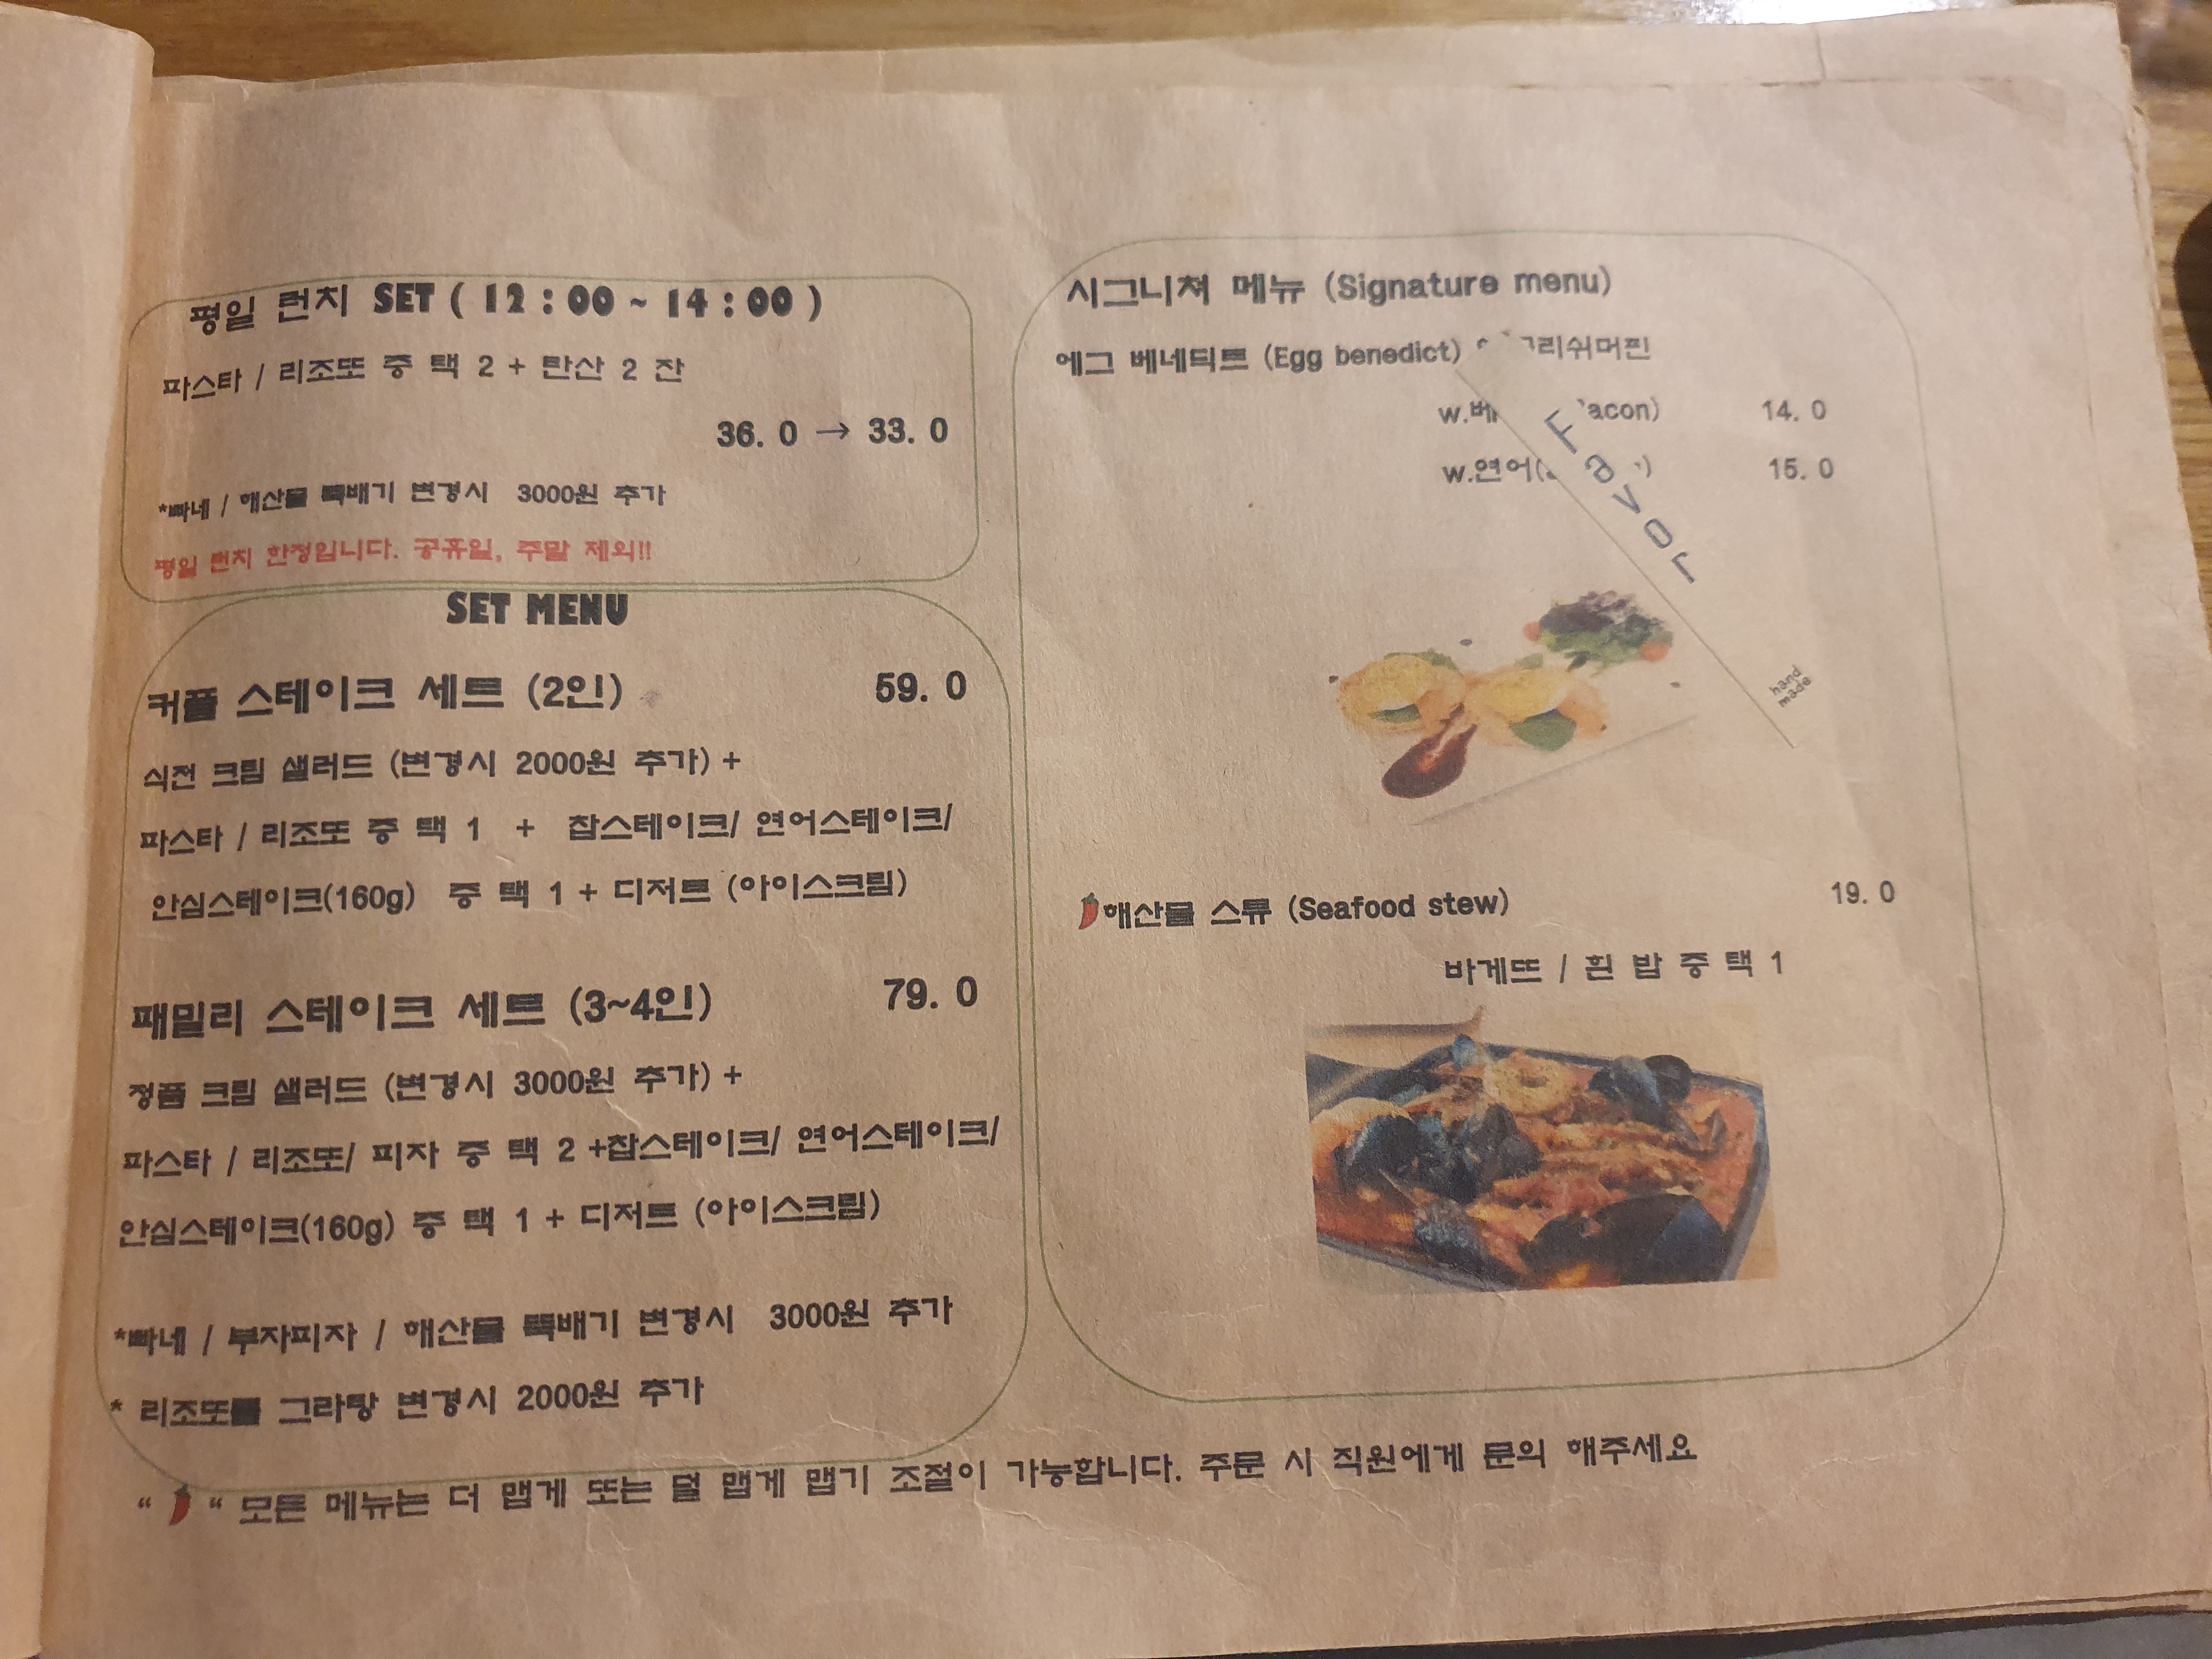 평일 런치 SET ( 12 : 00 ~ 14 : 00 )
파스타 / 리조또 중 택 2 + 탄산 2 잔
36. 0 → 33. 0
*빠네 / 해산물 뚝배기 변경시 3000원 추가
평일 런치 한정입니다. 공휴일, 주말 제외!!
SET MENU
커플 스테이크 세트 (2인) 59. 0
식전 크림 샐러드 (변경시 2000원 추가) +
파스타 / 리조또 중 택 1 + 찹스테이크/ 연어스테이크/
안심스테이크(160g) 중 택 1 + 디저트 (아이스크림)
패밀리 스테이크 세트 (3~4인) 79. 0
정품 크림 샐러드 (변경시 3000원 추가) +
파스타 / 리조또/ 피자 중 택 2 +찹스테이크/ 연어스테이크/
안심스테이크(160g) 중 택 1 + 디저트 (아이스크림)
*빠네 / 부자피자 / 해산물 뚝배기 변경시 3000원 추가
* 리조또를 그라탕 변경시 2000원 추가
시그니쳐 메뉴 (Signature menu)
에그 베네딕트 (Egg benedict) 그리쉬머핀
w.베 acon) 14. 0
w.연어( ) 15. 0
Favor
hand
made
해산물 스튜 (Seafood stew) 19. 0
바게뜨 / 흰 밥 중 택 1
" " 모든 메뉴는 더 맵게 또는 덜 맵게 맵기 조절이 가능합니다. 주문 시 직원에게 문의 해주세요